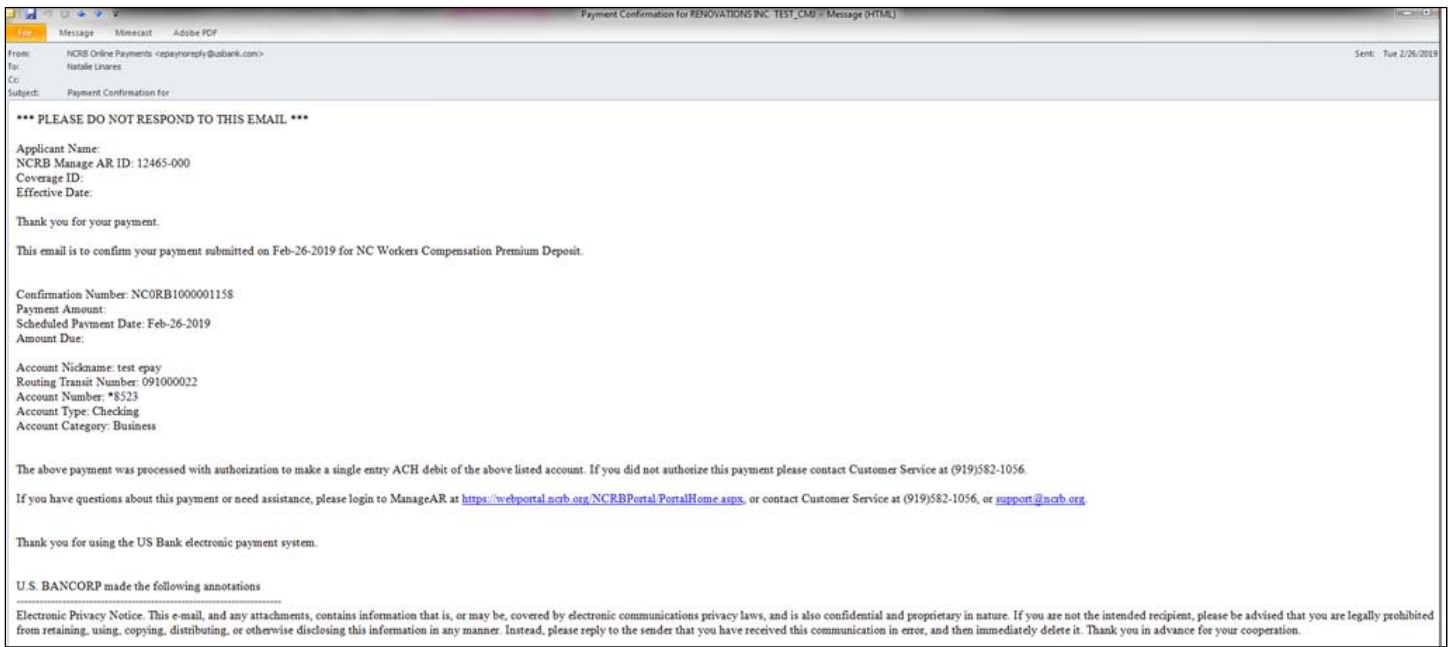 Payment Confirmation for RENOVATIONS INC TEST_CMJ - Message (HTML)
File Message Mimecast Adobe PDF
From: NCRB Online Payments <epaynoreply@usbank.com> Sent: Tue 2/26/2019
To: Natalie Linares
Cc:
Subject: Payment Confirmation for
*** PLEASE DO NOT RESPOND TO THIS EMAIL ***
Applicant Name:
NCRB Manage AR ID: 12465-000
Coverage ID:
Effective Date:
Thank you for your payment.
This email is to confirm your payment submitted on Feb-26-2019 for NC Workers Compensation Premium Deposit.
Confirmation Number: NC0RB1000001158
Payment Amount:
Scheduled Payment Date: Feb-26-2019
Amount Due:
Account Nickname: test epay
Routing Transit Number: 091000022
Account Number: *8523
Account Type: Checking
Account Category: Business
The above payment was processed with authorization to make a single entry ACH debit of the above listed account. If you did not authorize this payment please contact Customer Service at (919)582-1056.
If you have questions about this payment or need assistance, please login to ManageAR at https://webportal.ncrb.org/NCRBPortal/PortalHome.aspx, or contact Customer Service at (919)582-1056, or support@ncrb.org.
Thank you for using the US Bank electronic payment system.
U.S. BANCORP made the following annotations
---------------------------------------------------------------------
Electronic Privacy Notice. This e-mail, and any attachments, contains information that is, or may be, covered by electronic communications privacy laws, and is also confidential and proprietary in nature. If you are not the intended recipient, please be advised that you are legally prohibited
from retaining, using, copying, distributing, or otherwise disclosing this information in any manner. Instead, please reply to the sender that you have received this communication in error, and then immediately delete it. Thank you in advance for your cooperation.